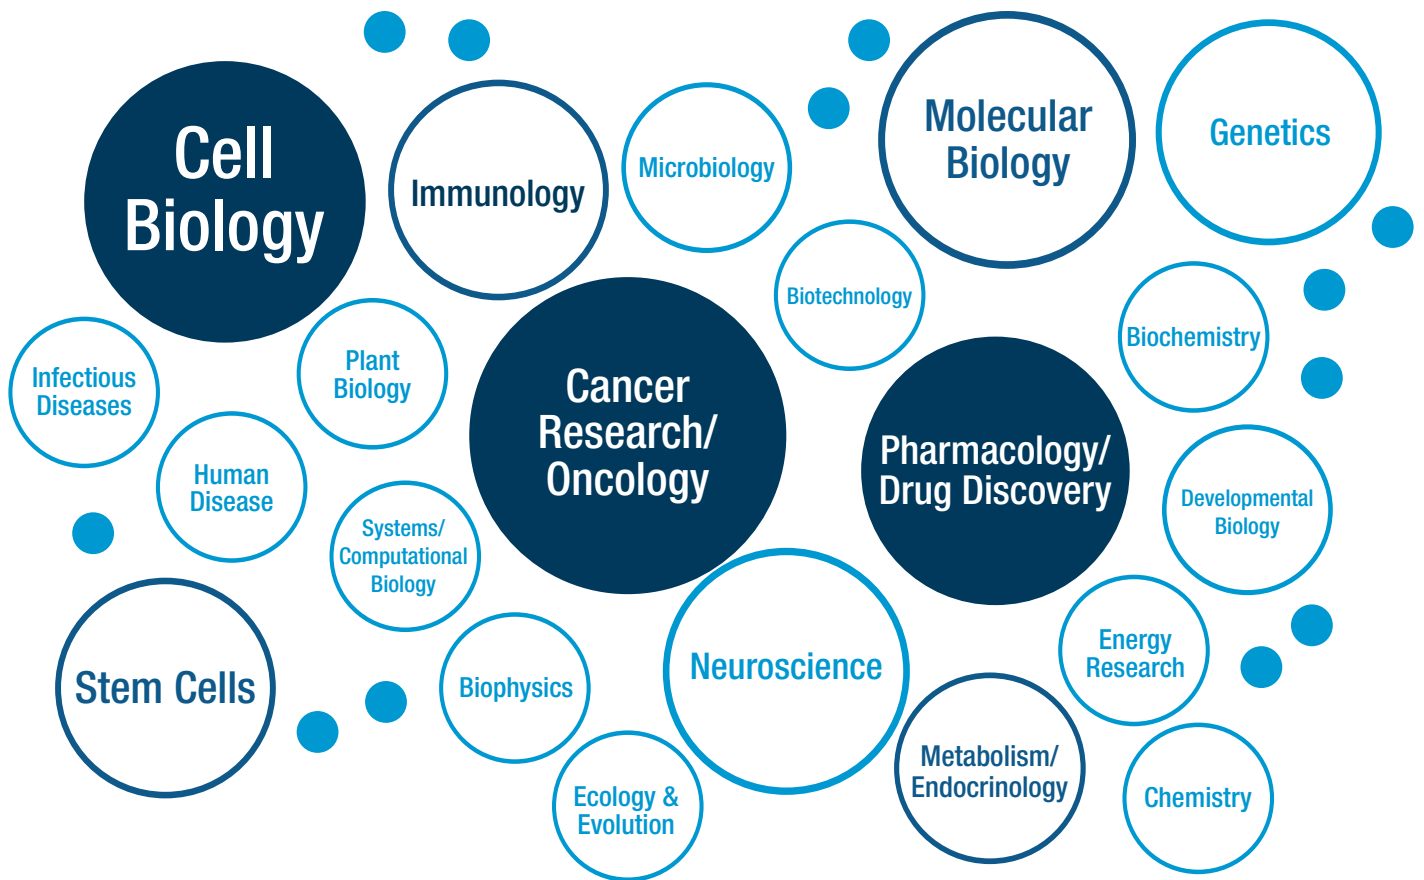 Cell
Biology
Immunology
Microbiology
Molecular
Biology
Genetics
Biotechnology
Biochemistry
Infectious
Diseases
Plant
Biology
Human
Disease
Cancer
Research/
Oncology
Pharmacology/
Drug Discovery
Systems/
Computational
Biology
Developmental
Biology
Stem Cells
Biophysics
Neuroscience
Energy
Research
Ecology &
Evolution
Metabolism/
Endocrinology
Chemistry